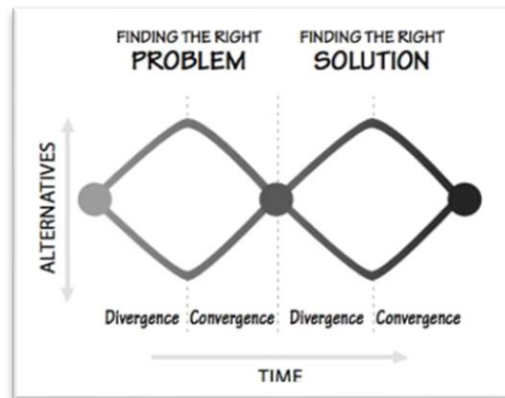 FINDING THE RIGHT
PROBLEM
FINDING THE RIGHT
SOLUTION
ALTERNATIVES
Divergence Convergence Divergence Convergence
TIME